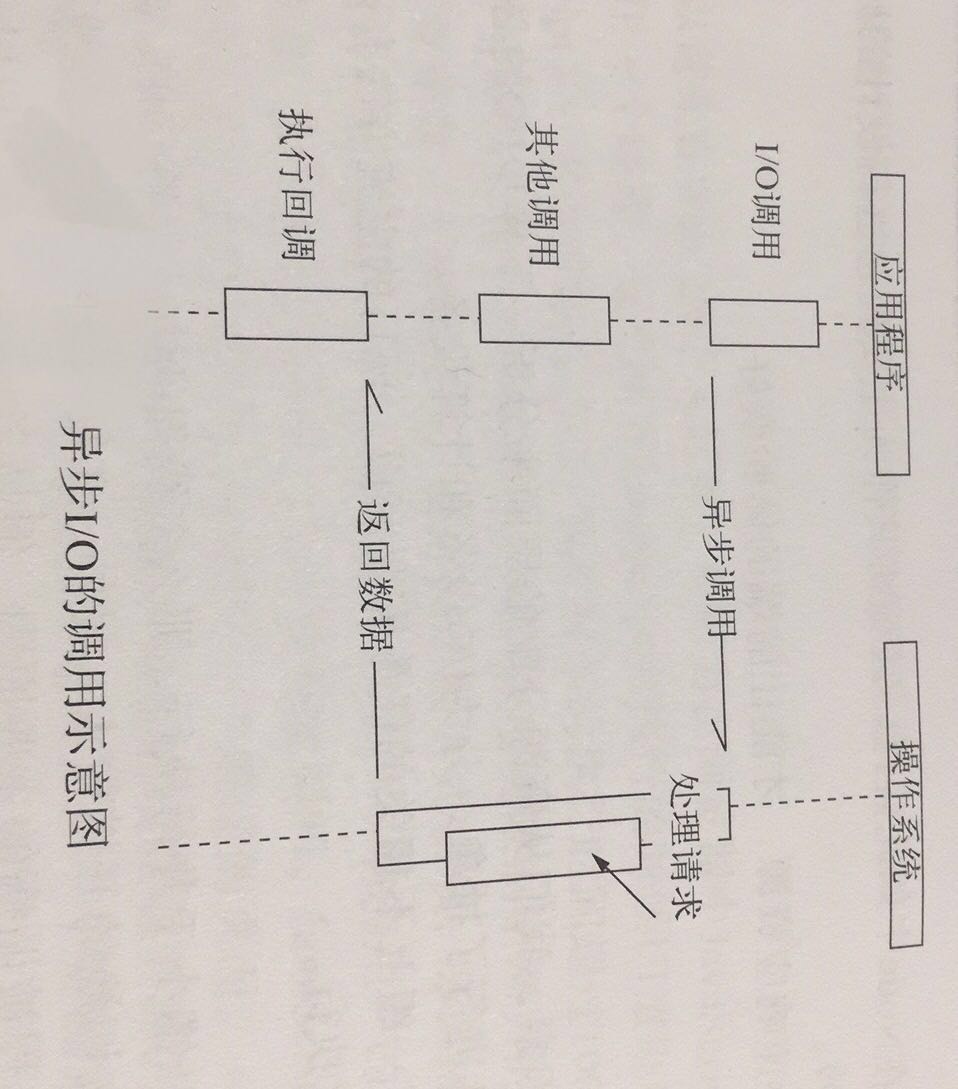 应用程序
操作系统
I/O调用
异步调用
处理请求
其他调用
执行回调
返回数据
异步I/O的调用示意图